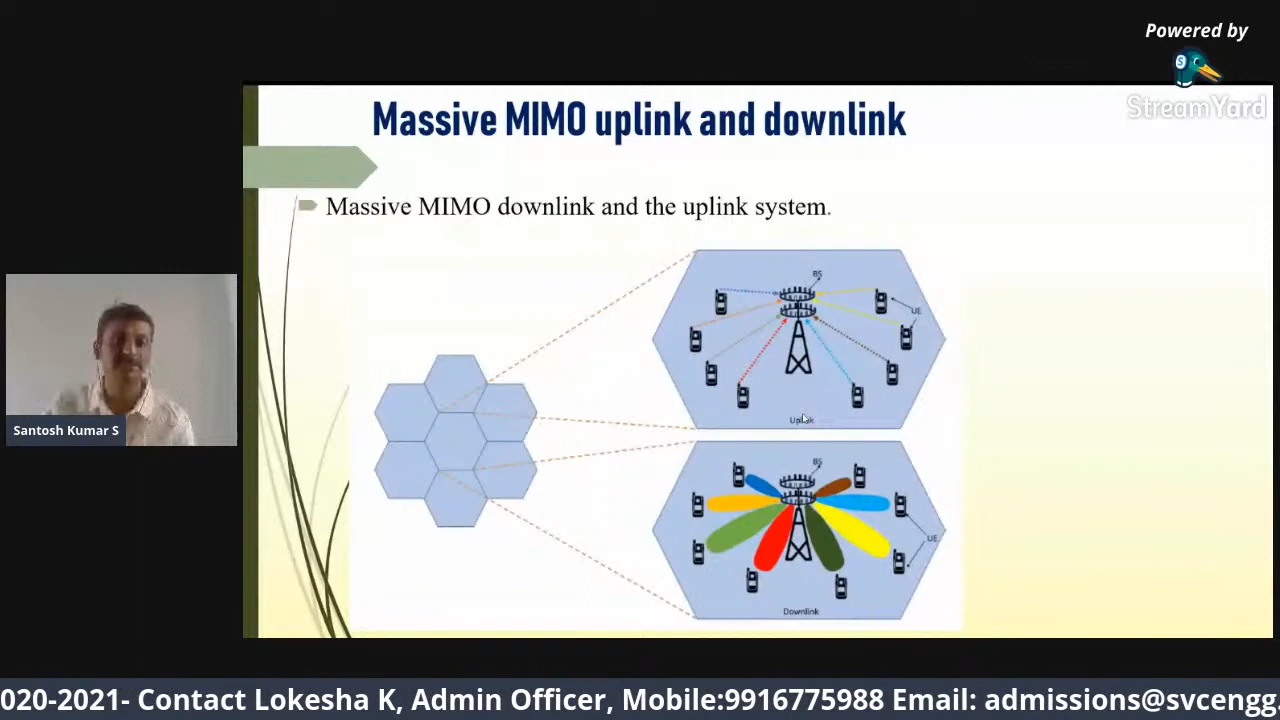 Powered by
StreamYard
Massive MIMO uplink and downlink
Massive MIMO downlink and the uplink system.
BS
UE
Uplink
BS
UE
Downlink
Santosh Kumar S
020-2021- Contact Lokesha K, Admin Officer, Mobile:9916775988 Email: admissions@svcengg.